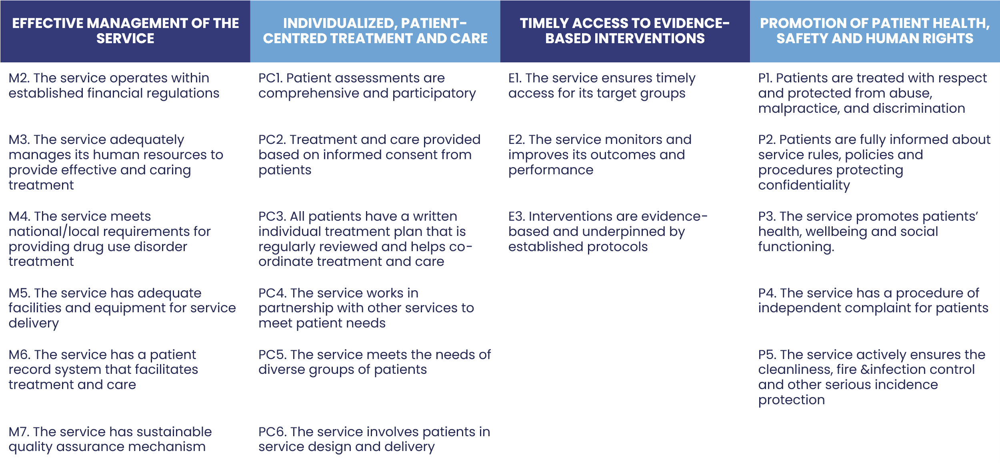 EFFECTIVE MANAGEMENT OF THE
SERVICE
INDIVIDUALIZED, PATIENT-
CENTRED TREATMENT AND CARE
TIMELY ACCESS TO EVIDENCE-
BASED INTERVENTIONS
PROMOTION OF PATIENT HEALTH,
SAFETY AND HUMAN RIGHTS
M2. The service operates within
established financial regulations
PC1. Patient assessments are
comprehensive and participatory
E1. The service ensures timely
access for its target groups
P1. Patients are treated with respect
and protected from abuse,
malpractice, and discrimination
M3. The service adequately
manages its human resources to
provide effective and caring
treatment
PC2. Treatment and care provided
based on informed consent from
patients
E2. The service monitors and
improves its outcomes and
performance
P2. Patients are fully informed about
service rules, policies and
procedures protecting
confidentiality
M4. The service meets
national/local requirements for
providing drug use disorder
treatment
PC3. All patients have a written
individual treatment plan that is
regularly reviewed and helps co-
ordinate treatment and care
E3. Interventions are evidence-
based and underpinned by
established protocols
P3. The service promotes patients’
health, wellbeing and social
functioning.
M5. The service has adequate
facilities and equipment for service
delivery
PC4. The service works in
partnership with other services to
meet patient needs
P4. The service has a procedure of
independent complaint for patients
M6. The service has a patient
record system that facilitates
treatment and care
PC5. The service meets the needs of
diverse groups of patients
P5. The service actively ensures the
cleanliness, fire &infection control
and other serious incidence
protection
M7. The service has sustainable
quality assurance mechanism
PC6. The service involves patients in
service design and delivery